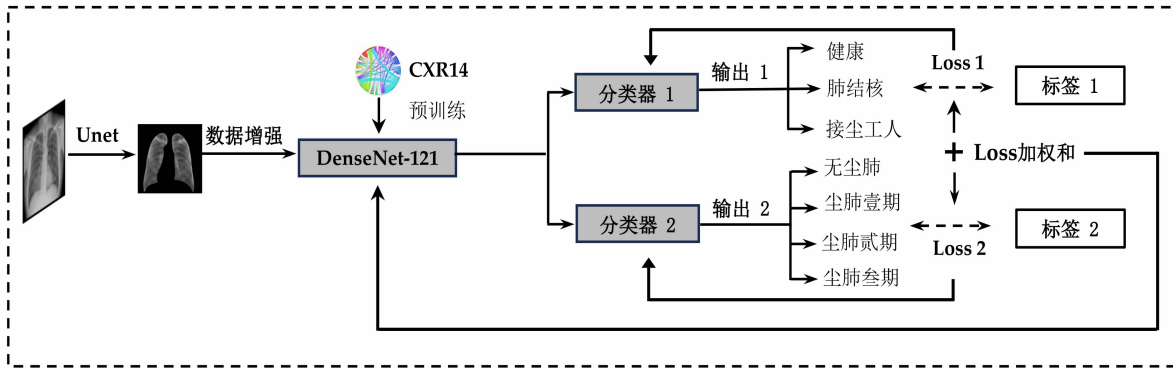 Unet
数据增强
CXR14
预训练
DenseNet-121
分类器 1
输出 1
健康
肺结核
接尘工人
Loss 1
标签 1
Loss加权和
分类器 2
输出 2
无尘肺
尘肺壹期
尘肺贰期
尘肺叁期
Loss 2
标签 2